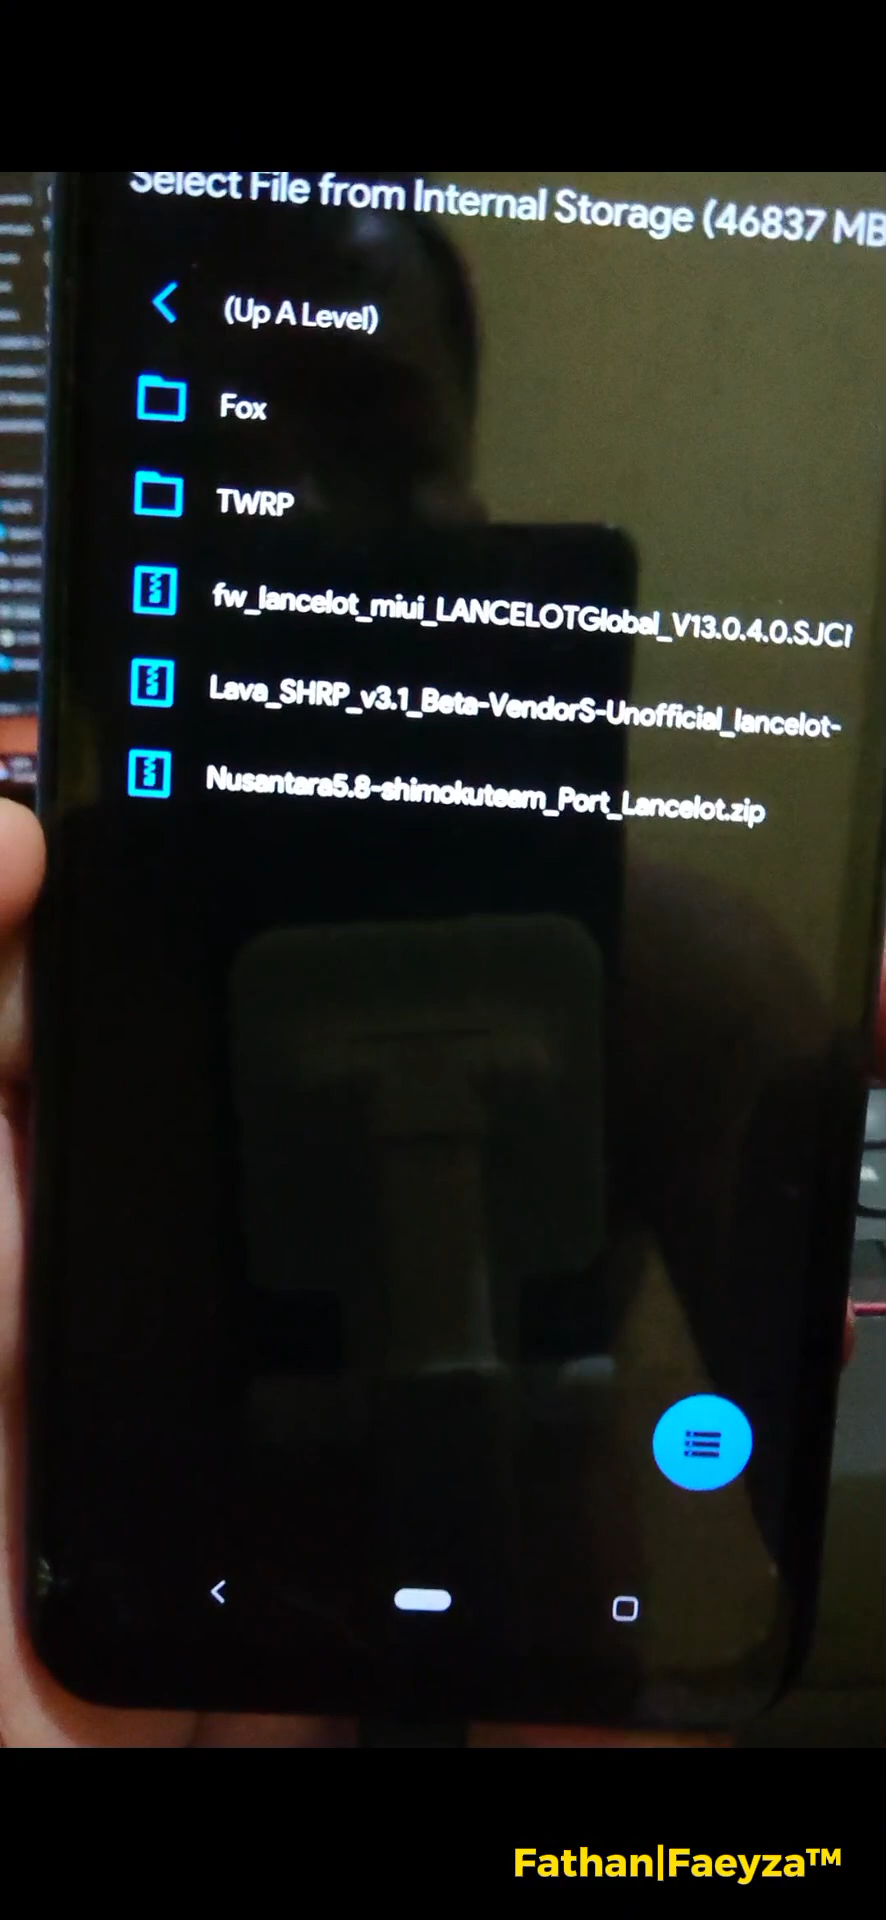 Select File from Internal Storage (46837 MB
(Up A Level)
Fox
TWRP
fw_lancelot_miui_LANCELOTGlobal_V13.0.4.0.SJCI
Lava_SHRP_v3.1_Beta-VendorS-Unofficial_lancelot-
Nusantara5.8-shimokuteam_Port_Lancelot.zip
Fathan|Faeyza™